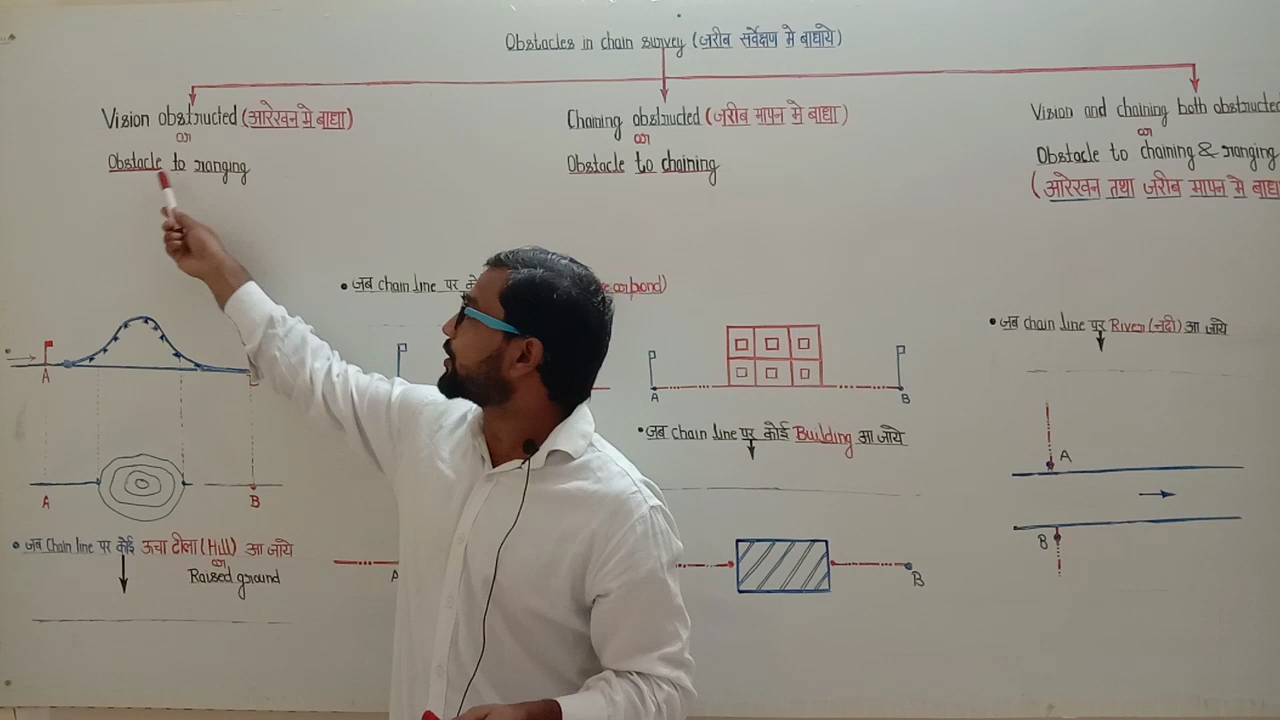 Obstacles in chain survey (जरीब सर्वेक्षण मे बाधाये)
Vision obstructed (आरेखन मे बाधा)
or
Obstacle to ranging
Chaining obstructed (जरीब मापन मे बाधा)
or
Obstacle to chaining
Vision and chaining both obstructed
or
Obstacle to chaining & ranging
(आरेखन तथा जरीब मापन मे बाधा
A
A
B
• जब chain line पर कोई ऊचा टीला (Hill) आ जाये
or
Raised ground
• जब chain line पर
or pond)
A
A
B
• जब chain line पर कोई Building आ जाये
B
• जब chain line पर River (नदी) आ जाये
A
B